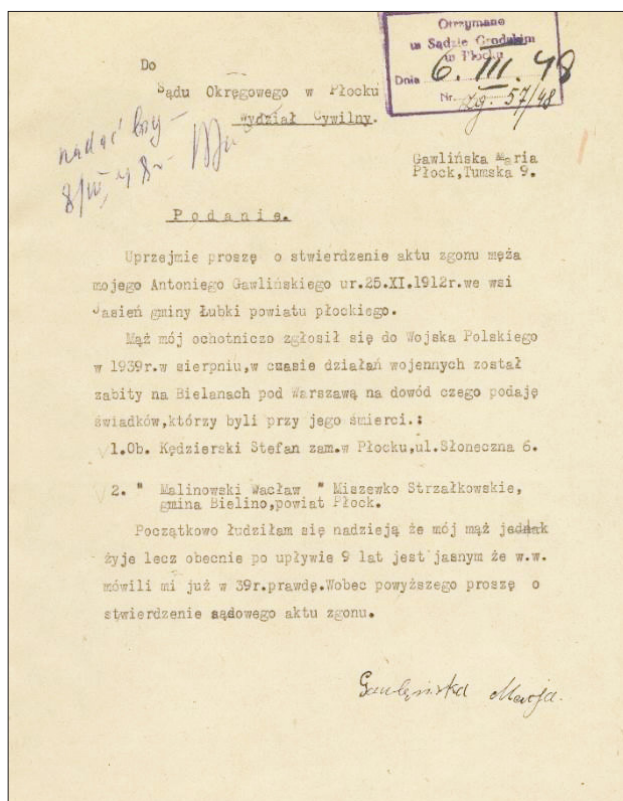 Otrzymano
w Sądzie Grodzkim
w Płocku
Dnia 6. III. 48
Nr. Zg. 57/48
Do
Sądu Okręgowego w Płocku
Wydział Cywilny.
nadać bieg
Gawlińska Maria
Płock,Tumska 9.
Podanie.
Uprzejmie proszę o stwierdzenie aktu zgonu męża
mojego Antoniego Gawlińskiego ur.25.XI.1912r.we wsi
Jasień gminy Łubki powiatu płockiego.
Mąż mój ochotniczo zgłosił się do Wojska Polskiego
w 1939r.w sierpniu,w czasie działań wojennych został
zabity na Bielanach pod Warszawą na dowód czego podaję
świadków,którzy byli przy jego śmierci.:
1.Ob. Kędzierski Stefan zam.w Płocku,ul.Słoneczna 6.
2. " Malinowski Wacław " Miszewko Strzałkowskie,
gmina Bielino,powiat Płock.
Początkowo łudziłam się nadzieją że mój mąż jednak
żyje lecz obecnie po upływie 9 lat jest jasnym że w.w.
mówili mi już w 39r.prawdę.Wobec powyższego proszę o
stwierdzenie sądowego aktu zgonu.
Gawlińska Marja.